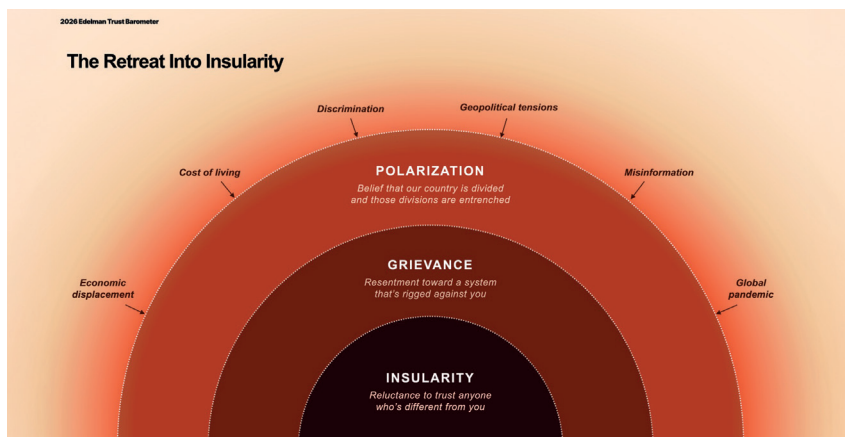 2026 Edelman Trust Barometer
The Retreat Into Insularity
Discrimination
Geopolitical tensions
Cost of living
Misinformation
Economic
displacement
Global
pandemic
POLARIZATION
Belief that our country is divided
and those divisions are entrenched
GRIEVANCE
Resentment toward a system
that's rigged against you
INSULARITY
Reluctance to trust anyone
who's different from you